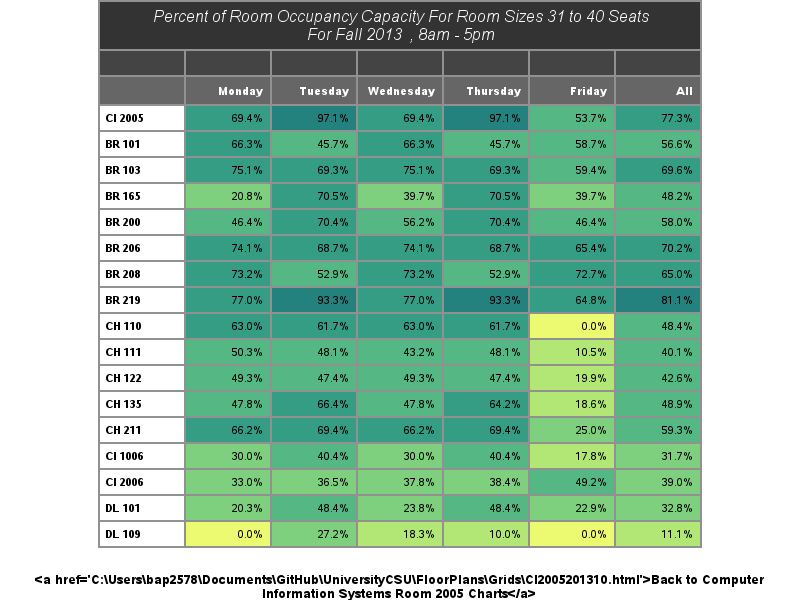 Percent of Room Occupancy Capacity For Room Sizes 31 to 40 Seats
For Fall 2013 , 8am - 5pm
Monday Tuesday Wednesday Thursday Friday All
CI 2005 69.4% 97.1% 69.4% 97.1% 53.7% 77.3%
BR 101 66.3% 45.7% 66.3% 45.7% 58.7% 56.6%
BR 103 75.1% 69.3% 75.1% 69.3% 59.4% 69.6%
BR 165 20.8% 70.5% 39.7% 70.5% 39.7% 48.2%
BR 200 46.4% 70.4% 56.2% 70.4% 46.4% 58.0%
BR 206 74.1% 68.7% 74.1% 68.7% 65.4% 70.2%
BR 208 73.2% 52.9% 73.2% 52.9% 72.7% 65.0%
BR 219 77.0% 93.3% 77.0% 93.3% 64.8% 81.1%
CH 110 63.0% 61.7% 63.0% 61.7% 0.0% 48.4%
CH 111 50.3% 48.1% 43.2% 48.1% 10.5% 40.1%
CH 122 49.3% 47.4% 49.3% 47.4% 19.9% 42.6%
CH 135 47.8% 66.4% 47.8% 64.2% 18.6% 48.9%
CH 211 66.2% 69.4% 66.2% 69.4% 25.0% 59.3%
CI 1006 30.0% 40.4% 30.0% 40.4% 17.8% 31.7%
CI 2006 33.0% 36.5% 37.8% 38.4% 49.2% 39.0%
DL 101 20.3% 48.4% 23.8% 48.4% 22.9% 32.8%
DL 109 0.0% 27.2% 18.3% 10.0% 0.0% 11.1%
<a href='C:\Users\bap2578\Documents\GitHub\UniversityCSU\FloorPlans\Grids\CI2005201310.html'>Back to Computer
Information Systems Room 2005 Charts</a>